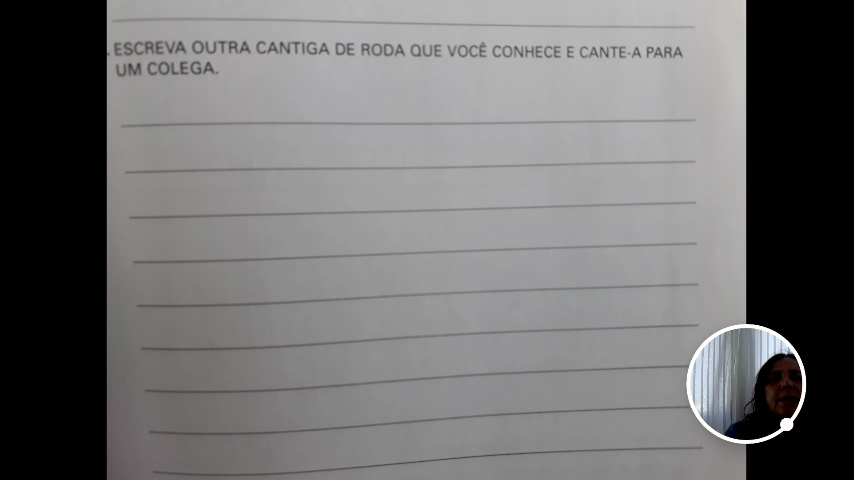 . ESCREVA OUTRA CANTIGA DE RODA QUE VOCÊ CONHECE E CANTE-A PARA
UM COLEGA.